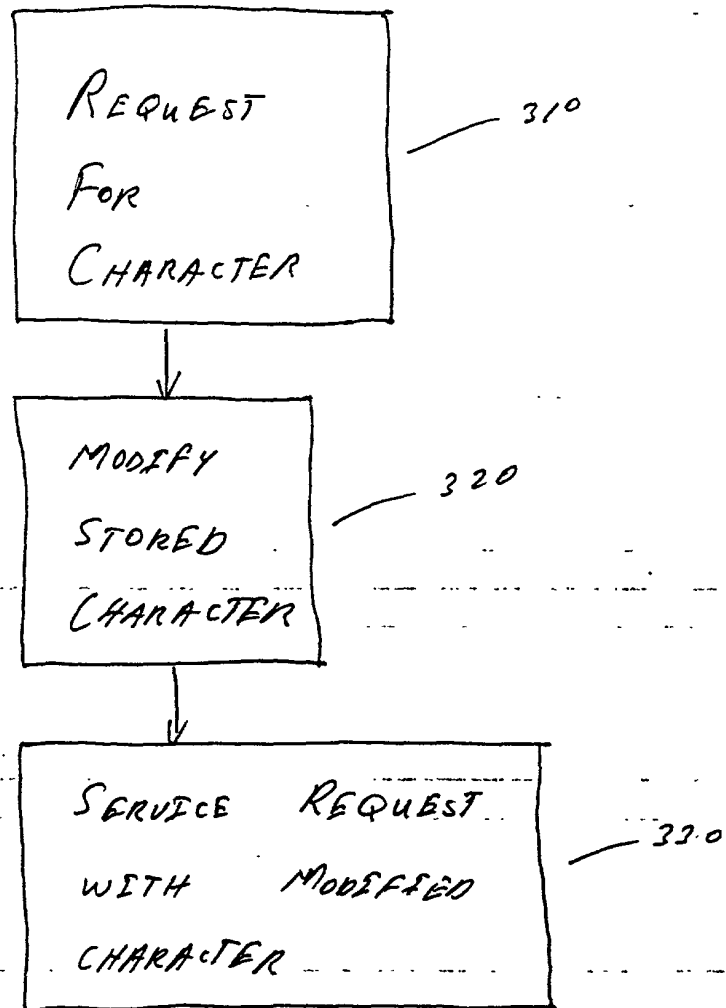 REQUEST
FOR
CHARACTER
310
MODIFY
STORED
CHARACTER
320
SERVICE REQUEST
WITH MODIFIED
CHARACTER
330